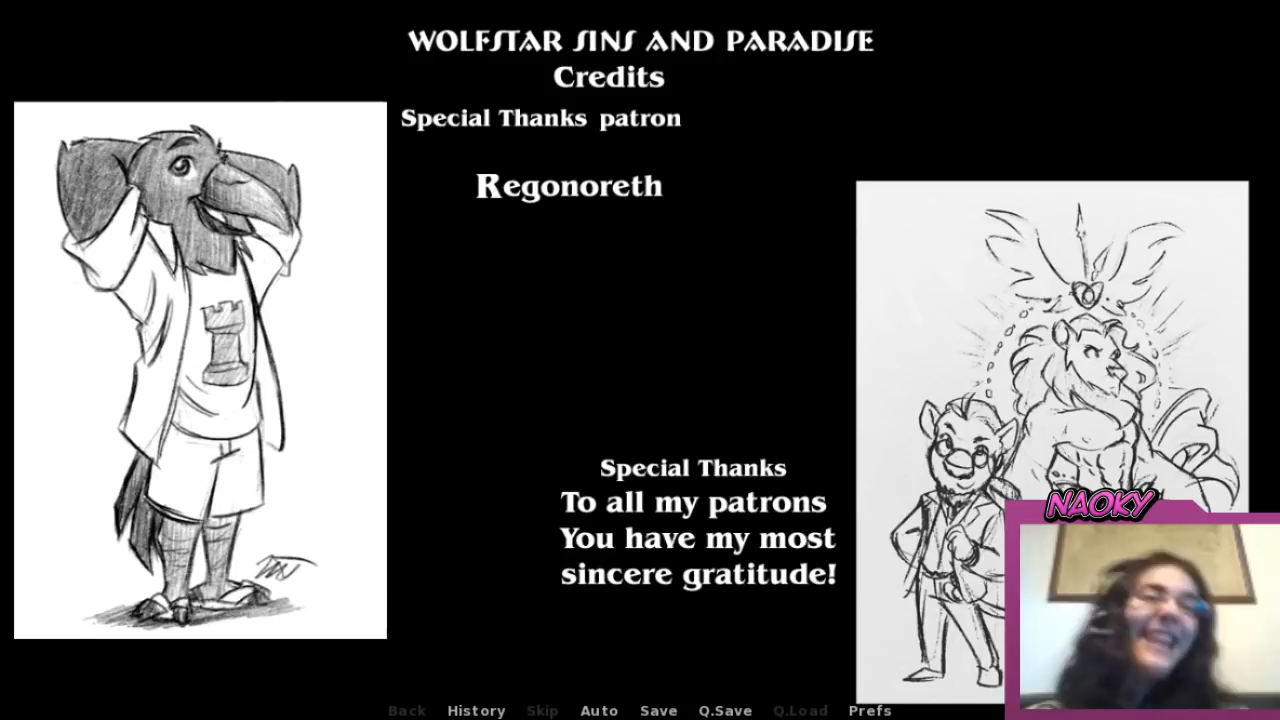 WOLFSTAR SINS AND PARADISE
Credits
Special Thanks patron
Regonoreth
Special Thanks
To all my patrons
You have my most
sincere gratitude!
NAOKY
Back History Skip Auto Save Q.Save Q.Load Prefs